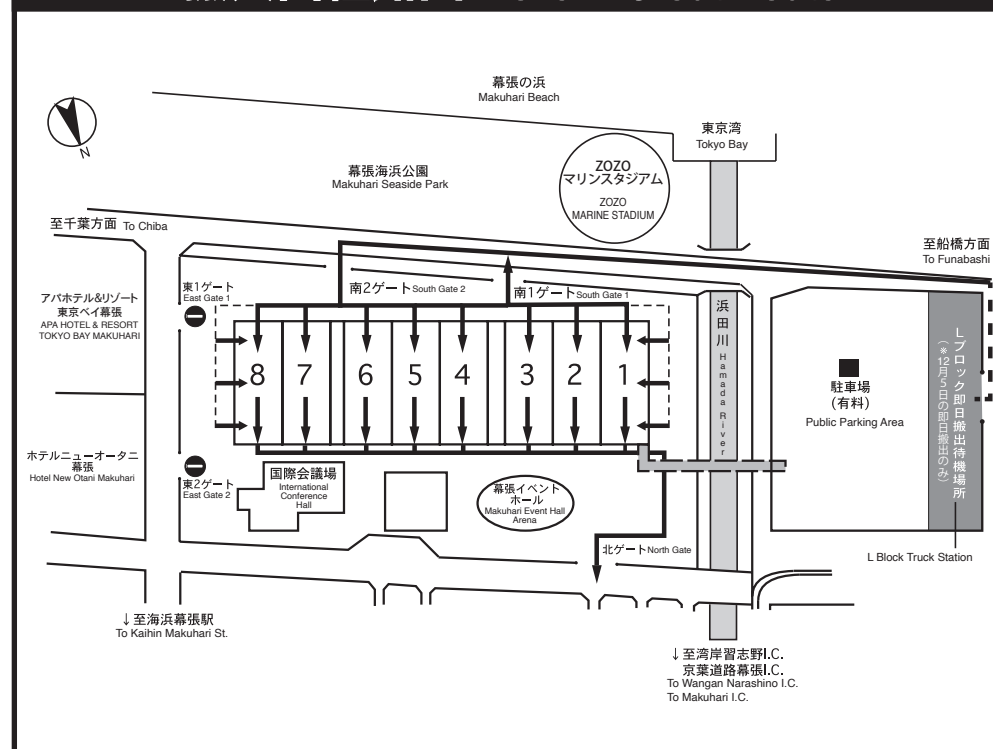 幕張の浜
Makuhari Beach
東京湾
Tokyo Bay
N
幕張海浜公園
Makuhari Seaside Park
ZOZO
マリンスタジアム
ZOZO
MARINE STADIUM
至千葉方面 To Chiba
至船橋方面
To Funabashi
アパホテル&リゾート
東京ベイ幕張
APA HOTEL & RESORT
TOKYO BAY MAKUHARI
東1ゲート
East Gate 1
南2ゲート South Gate 2
南1ゲート South Gate 1
8 7 6 5 4 3 2 1
浜田川
Hamada River
駐車場
(有料)
Public Parking Area
Lブロック即日搬出待機場所
(※12月5日の即日搬出のみ)
L Block Truck Station
ホテルニューオータニ
幕張
Hotel New Otani Makuhari
東2ゲート
East Gate 2
国際会議場
International
Conference
Hall
幕張イベント
ホール
Makuhari Event Hall
Arena
北ゲート North Gate
↓至海浜幕張駅
To Kaihin Makuhari St.
↓至湾岸習志野I.C.
京葉道路幕張I.C.
To Wangan Narashino I.C.
To Makuhari I.C.